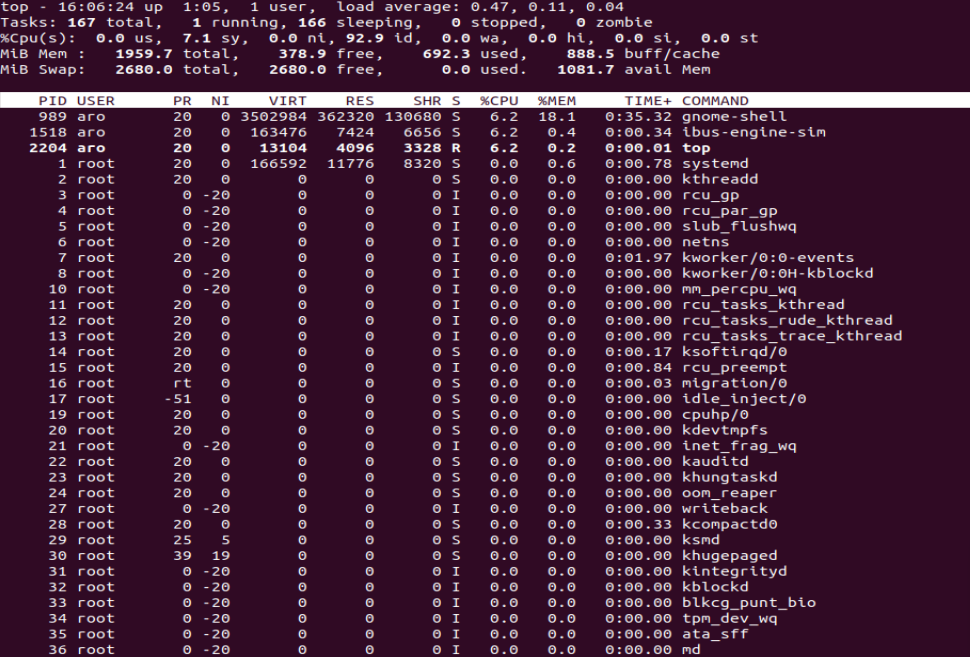 top - 16:06:24 up  1:05,  1 user,  load average: 0.47, 0.11, 0.04
Tasks: 167 total,   1 running, 166 sleeping,   0 stopped,   0 zombie
%Cpu(s):  0.0 us,  7.1 sy,  0.0 ni, 92.9 id,  0.0 wa,  0.0 hi,  0.0 si,  0.0 st
MiB Mem :   1959.7 total,    378.9 free,    692.3 used,    888.5 buff/cache
MiB Swap:   2680.0 total,   2680.0 free,      0.0 used.   1081.7 avail Mem
PID USER      PR  NI    VIRT    RES    SHR S  %CPU  %MEM     TIME+ COMMAND
989 aro       20   0 3502984 362320 130680 S   6.2  18.1   0:35.32 gnome-shell
1518 aro       20   0  163476   7424   6656 S   6.2   0.4   0:00.34 ibus-engine-sim
2204 aro       20   0   13104   4096   3328 R   6.2   0.2   0:00.01 top
1 root      20   0  166592  11776   8320 S   0.0   0.6   0:00.78 systemd
2 root      20   0       0      0      0 S   0.0   0.0   0:00.00 kthreadd
3 root       0 -20       0      0      0 I   0.0   0.0   0:00.00 rcu_gp
4 root       0 -20       0      0      0 I   0.0   0.0   0:00.00 rcu_par_gp
5 root       0 -20       0      0      0 I   0.0   0.0   0:00.00 slub_flushwq
6 root       0 -20       0      0      0 I   0.0   0.0   0:00.00 netns
7 root      20   0       0      0      0 I   0.0   0.0   0:01.97 kworker/0:0-events
8 root       0 -20       0      0      0 I   0.0   0.0   0:00.00 kworker/0:0H-kblockd
10 root       0 -20       0      0      0 I   0.0   0.0   0:00.00 mm_percpu_wq
11 root      20   0       0      0      0 I   0.0   0.0   0:00.00 rcu_tasks_kthread
12 root      20   0       0      0      0 I   0.0   0.0   0:00.00 rcu_tasks_rude_kthread
13 root      20   0       0      0      0 I   0.0   0.0   0:00.00 rcu_tasks_trace_kthread
14 root      20   0       0      0      0 S   0.0   0.0   0:00.17 ksoftirqd/0
15 root      20   0       0      0      0 I   0.0   0.0   0:00.84 rcu_preempt
16 root      rt   0       0      0      0 S   0.0   0.0   0:00.03 migration/0
17 root     -51   0       0      0      0 S   0.0   0.0   0:00.00 idle_inject/0
19 root      20   0       0      0      0 S   0.0   0.0   0:00.00 cpuhp/0
20 root      20   0       0      0      0 S   0.0   0.0   0:00.00 kdevtmpfs
21 root       0 -20       0      0      0 I   0.0   0.0   0:00.00 inet_frag_wq
22 root      20   0       0      0      0 S   0.0   0.0   0:00.00 kauditd
23 root      20   0       0      0      0 S   0.0   0.0   0:00.00 khungtaskd
24 root      20   0       0      0      0 S   0.0   0.0   0:00.00 oom_reaper
27 root       0 -20       0      0      0 I   0.0   0.0   0:00.00 writeback
28 root      20   0       0      0      0 S   0.0   0.0   0:00.33 kcompactd0
29 root      25   5       0      0      0 S   0.0   0.0   0:00.00 ksmd
30 root      39  19       0      0      0 S   0.0   0.0   0:00.00 khugepaged
31 root       0 -20       0      0      0 I   0.0   0.0   0:00.00 kintegrityd
32 root       0 -20       0      0      0 I   0.0   0.0   0:00.00 kblockd
33 root       0 -20       0      0      0 I   0.0   0.0   0:00.00 blkcg_punt_bio
34 root       0 -20       0      0      0 I   0.0   0.0   0:00.00 tpm_dev_wq
35 root       0 -20       0      0      0 I   0.0   0.0   0:00.00 ata_sff
36 root       0 -20       0      0      0 I   0.0   0.0   0:00.00 md